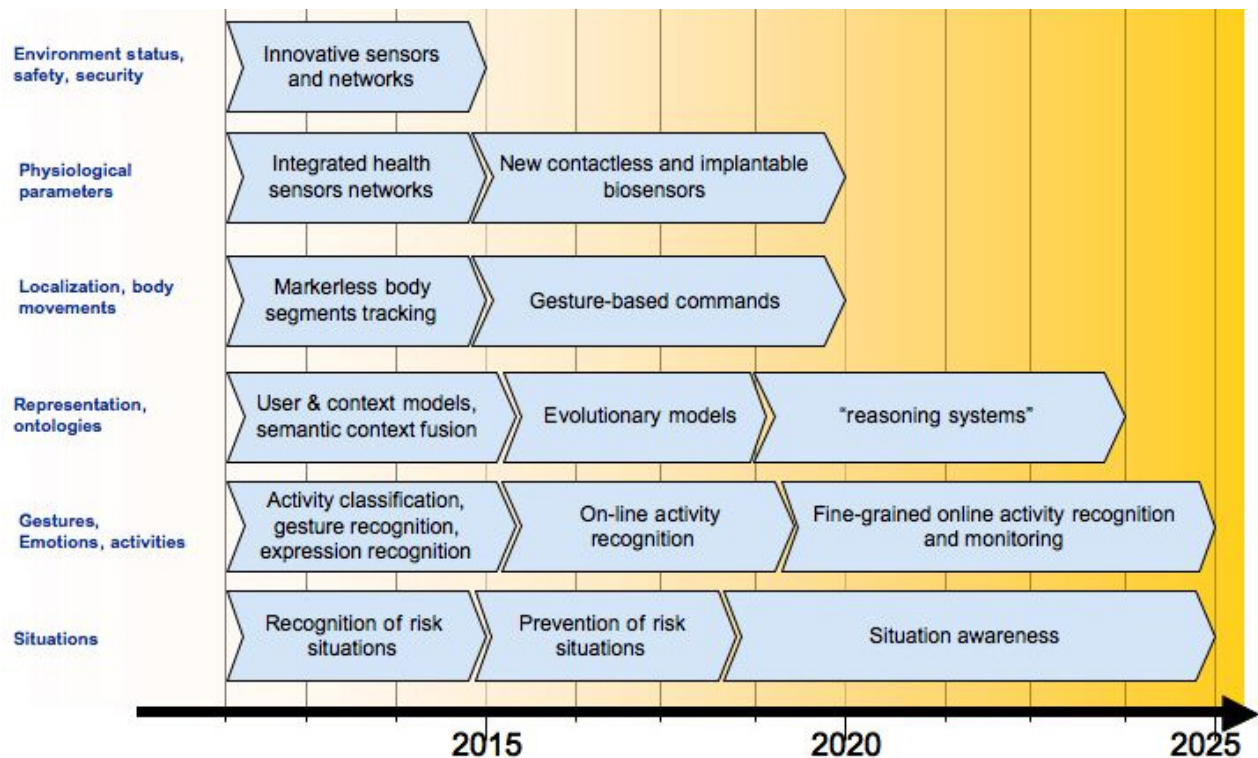 Environment status,
safety, security
Innovative sensors
and networks
Physiological
parameters
Integrated health
sensors networks
New contactless and implantable
biosensors
Localization, body
movements
Markerless body
segments tracking
Gesture-based commands
Representation,
ontologies
User & context models,
semantic context fusion
Evolutionary models
“reasoning systems”
Gestures,
Emotions, activities
Activity classification,
gesture recognition,
expression recognition
On-line activity
recognition
Fine-grained online activity recognition
and monitoring
Situations
Recognition of risk
situations
Prevention of risk
situations
Situation awareness
2015
2020
2025